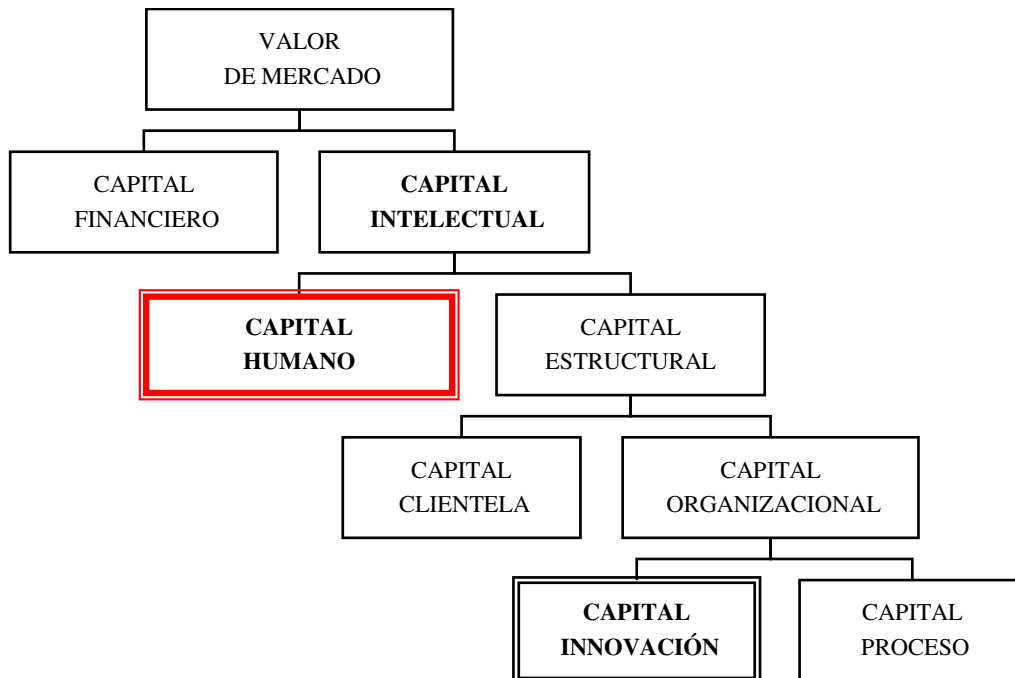 VALOR
DE MERCADO
CAPITAL
FINANCIERO
CAPITAL
INTELECTUAL
CAPITAL
HUMANO
CAPITAL
ESTRUCTURAL
CAPITAL
CLIENTELA
CAPITAL
ORGANIZACIONAL
CAPITAL
INNOVACIÓN
CAPITAL
PROCESO